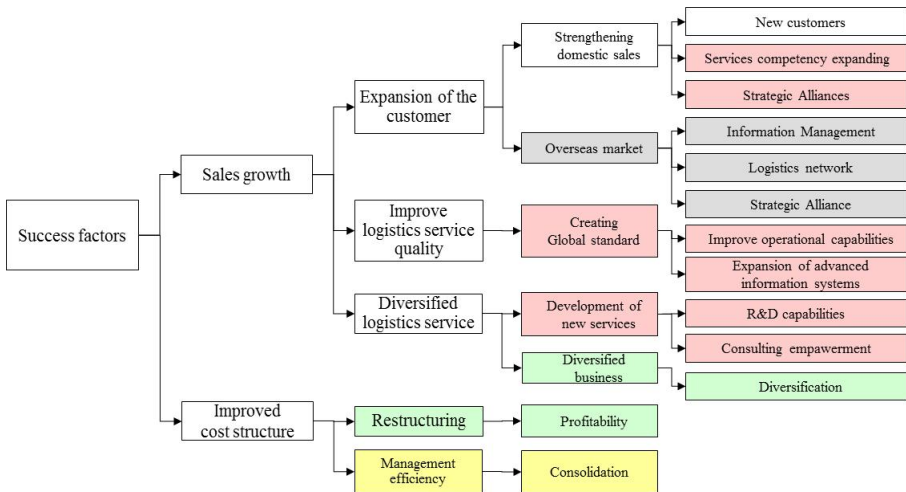 New customers
Strengthening
domestic sales
Services competency expanding
Expansion of the
customer
Strategic Alliances
Information Management
Overseas market
Logistics network
Sales growth
Strategic Alliance
Improve
logistics service
quality
Creating
Global standard
Success factors
Improve operational capabilities
Expansion of advanced
information systems
Diversified
logistics service
Development of
new services
R&D capabilities
Consulting empawerment
Diversified
business
Diversification
Improved
cost structure
Restructuring
Profitability
Management
efficiency
Consolidation